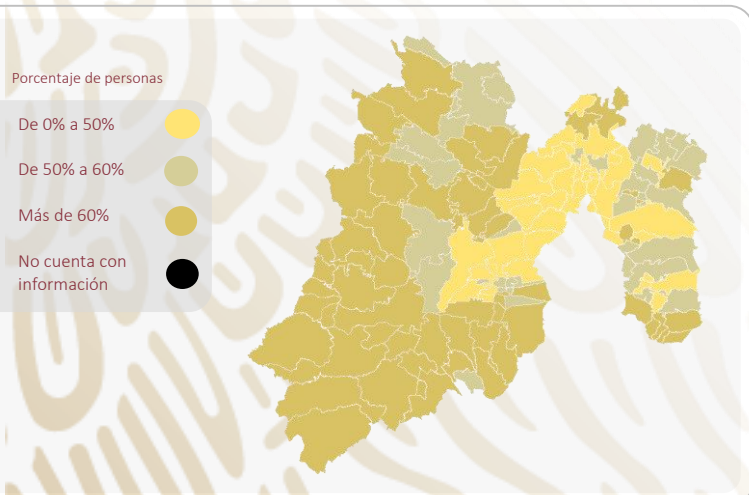 Porcentaje de personas
De 0% a 50%
De 50% a 60%
Más de 60%
No cuenta con
información